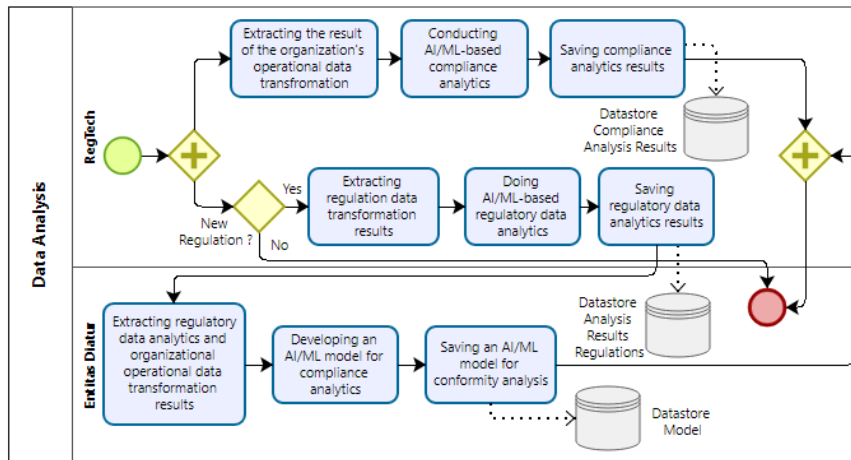 Data Analysis
RegTech
Extracting the result
of the organization's
operational data
transfromation
Conducting
AI/ML-based
compliance
analytics
Saving compliance
analytics results
Datastore
Compliance
Analysis Results
New
Regulation ?
Yes
No
Extracting
regulation data
transformation
results
Doing
AI/ML-based
regulatory data
analytics
Saving
regulatory data
analytics results
Datastore
Analysis
Results
Regulations
Entitas Diatur
Extracting regulatory
data analytics and
organizational
operational data
transformation
results
Developing an
AI/ML model for
compliance
analytics
Saving an AI/ML
model for
conformity analysis
Datastore
Model